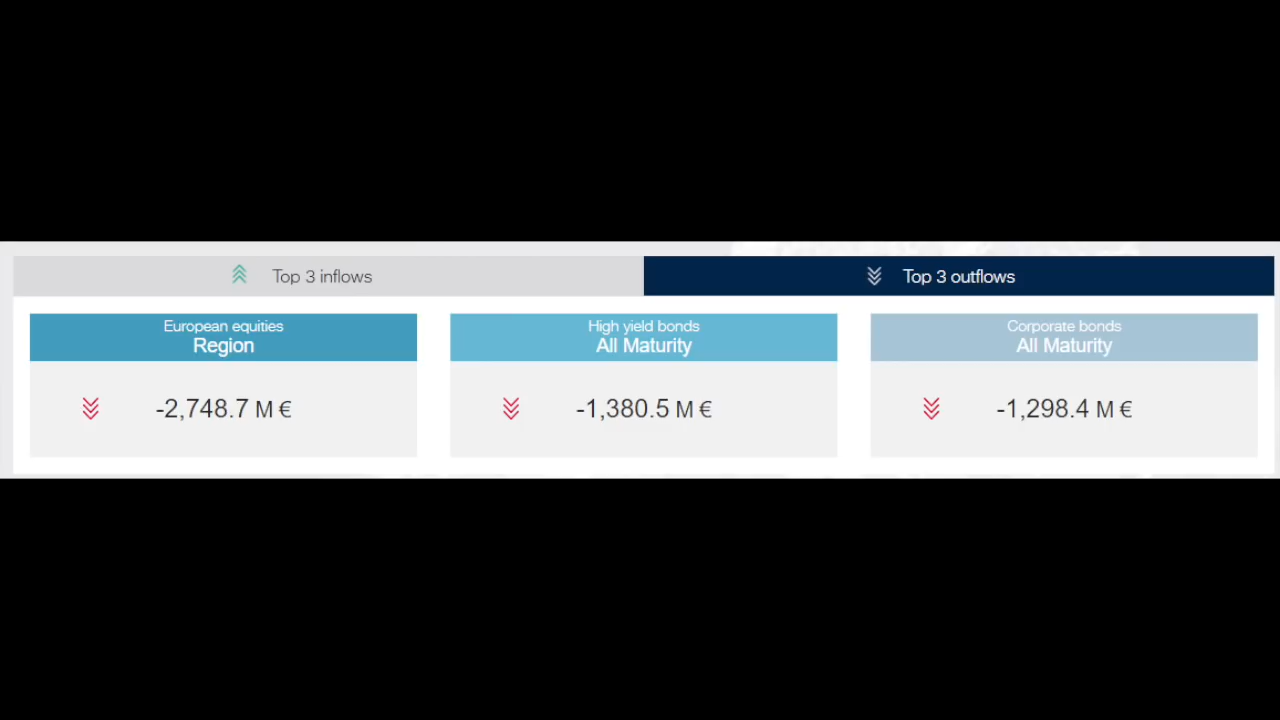 Top 3 inflows
Top 3 outflows
European equities
Region
-2,748.7 M €
High yield bonds
All Maturity
-1,380.5 M €
Corporate bonds
All Maturity
-1,298.4 M €